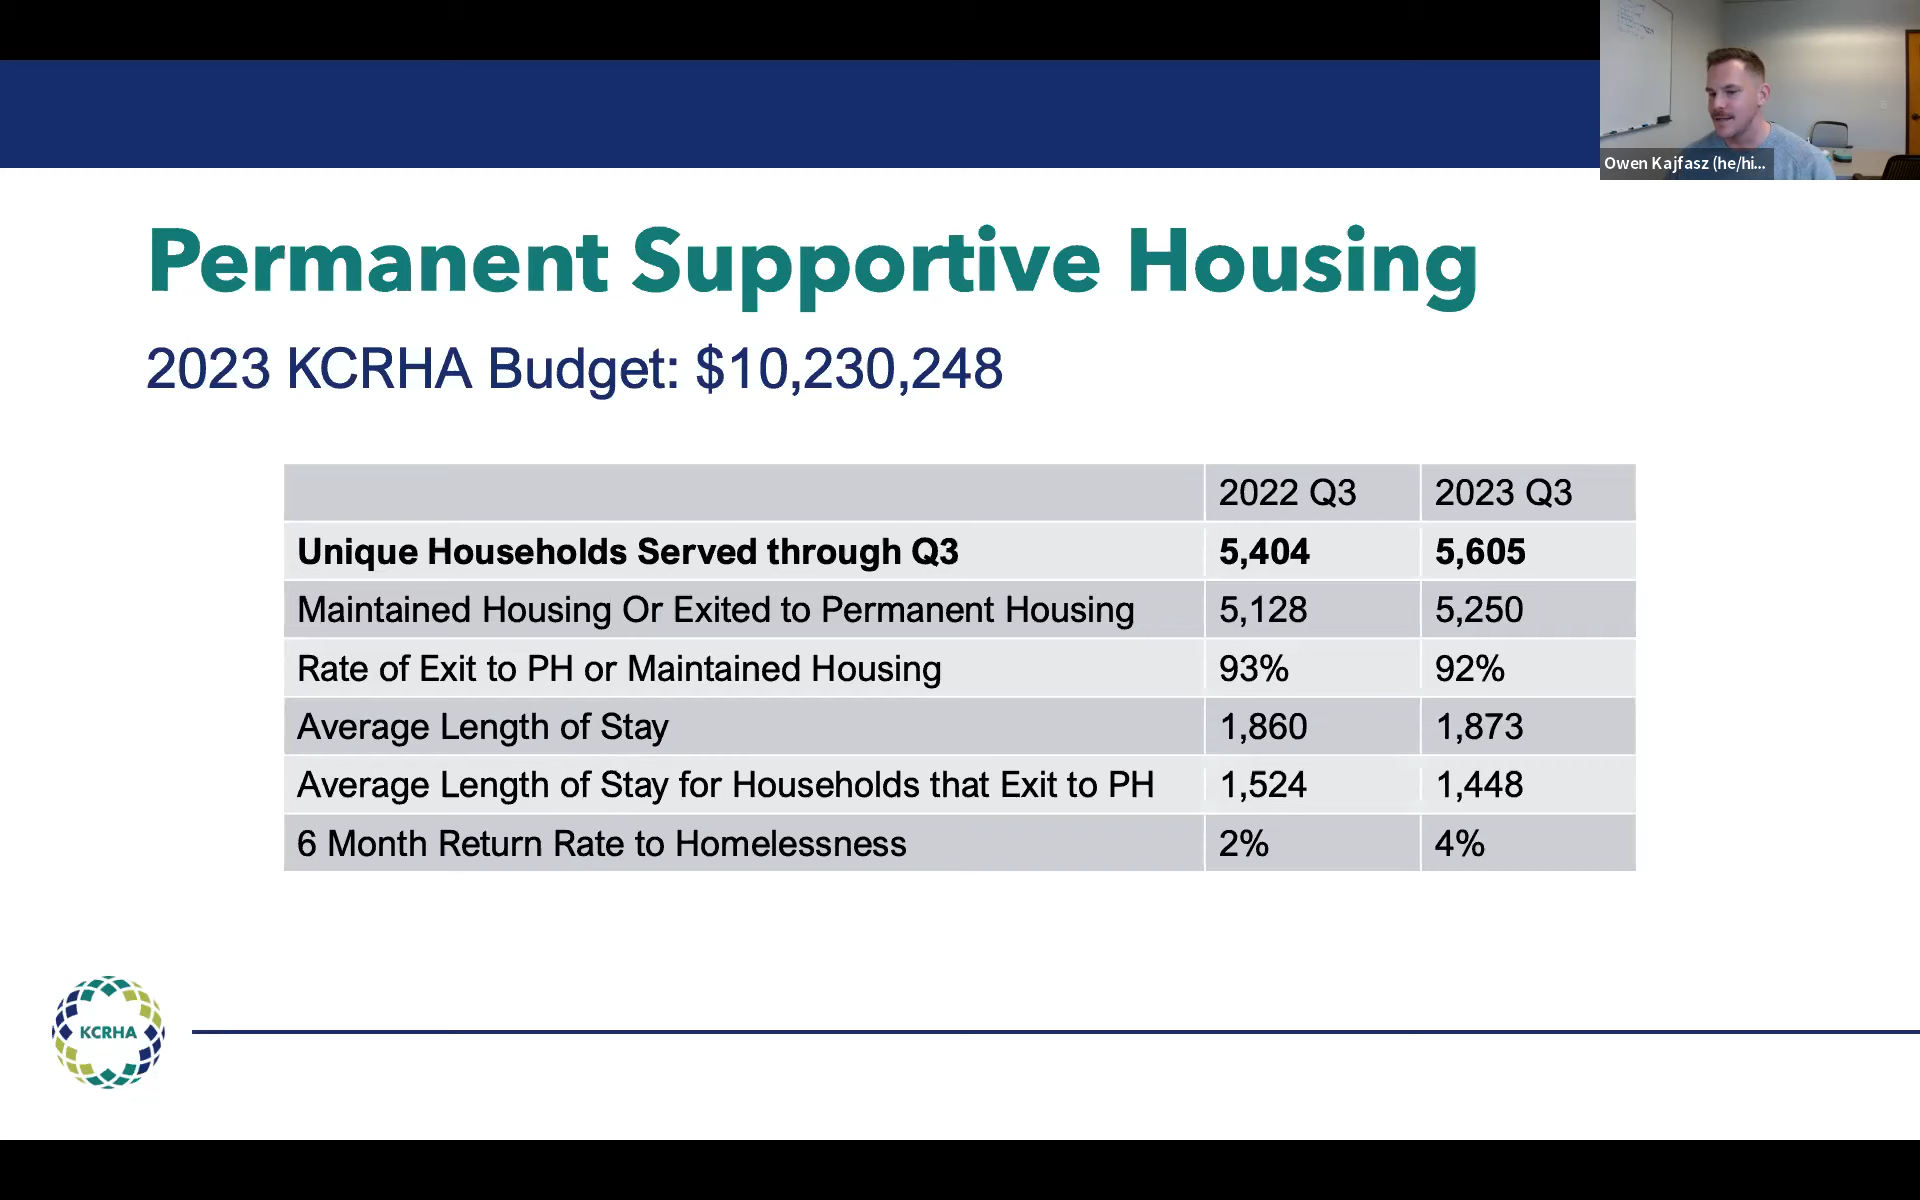 Owen Kajfasz (he/hi...
Permanent Supportive Housing
2023 KCRHA Budget: $10,230,248
2022 Q3 2023 Q3
Unique Households Served through Q3 5,404 5,605
Maintained Housing Or Exited to Permanent Housing 5,128 5,250
Rate of Exit to PH or Maintained Housing 93% 92%
Average Length of Stay 1,860 1,873
Average Length of Stay for Households that Exit to PH 1,524 1,448
6 Month Return Rate to Homelessness 2% 4%
KCRHA